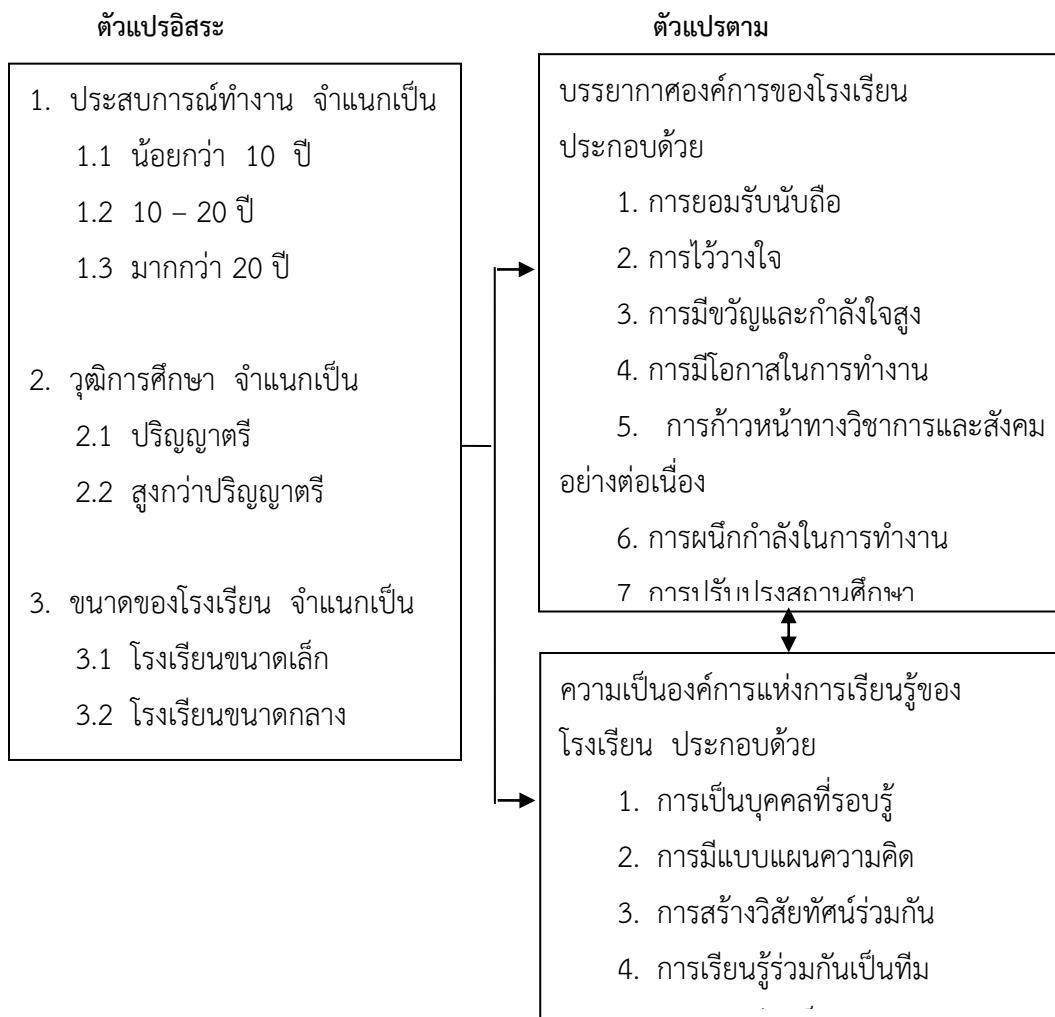 ตัวแปรอิสระ
1. ประสบการณ์ทำงาน จำแนกเป็น
1.1 น้อยกว่า 10 ปี
1.2 10 – 20 ปี
1.3 มากกว่า 20 ปี
2. วุฒิการศึกษา จำแนกเป็น
2.1 ปริญญาตรี
2.2 สูงกว่าปริญญาตรี
3. ขนาดของโรงเรียน จำแนกเป็น
3.1 โรงเรียนขนาดเล็ก
3.2 โรงเรียนขนาดกลาง
ตัวแปรตาม
บรรยากาศองค์การของโรงเรียน
ประกอบด้วย
1. การยอมรับนับถือ
2. การไว้วางใจ
3. การมีขวัญและกำลังใจสูง
4. การมีโอกาสในการทำงาน
5. การก้าวหน้าทางวิชาการและสังคม
อย่างต่อเนื่อง
6. การผนึกกำลังในการทำงาน
7 การปรับปรุงสถานศึกษา
ความเป็นองค์การแห่งการเรียนรู้ของ
โรงเรียน ประกอบด้วย
1. การเป็นบุคคลที่รอบรู้
2. การมีแบบแผนความคิด
3. การสร้างวิสัยทัศน์ร่วมกัน
4. การเรียนรู้ร่วมกันเป็นทีม